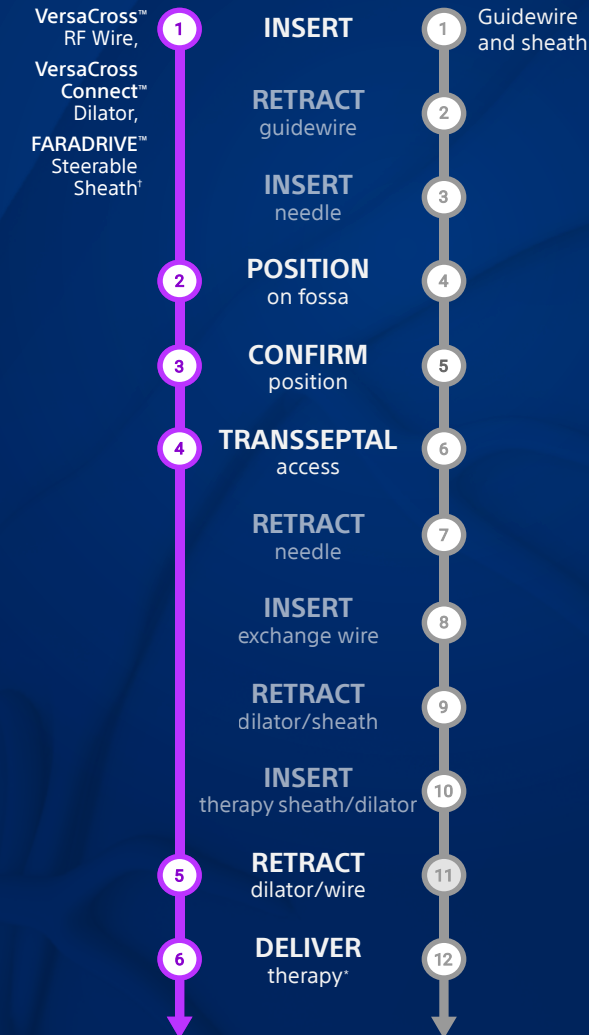 VersaCross™
RF Wire,
VersaCross
Connect™
Dilator,
FARADRIVE™
Steerable
Sheath†
1
INSERT
1
Guidewire
and sheath
RETRACT
guidewire
2
INSERT
needle
3
2
POSITION
on fossa
4
3
CONFIRM
position
5
4
TRANSSEPTAL
access
6
RETRACT
needle
7
INSERT
exchange wire
8
RETRACT
dilator/sheath
9
INSERT
therapy sheath/dilator
10
5
RETRACT
dilator/wire
11
6
DELIVER
therapy*
12